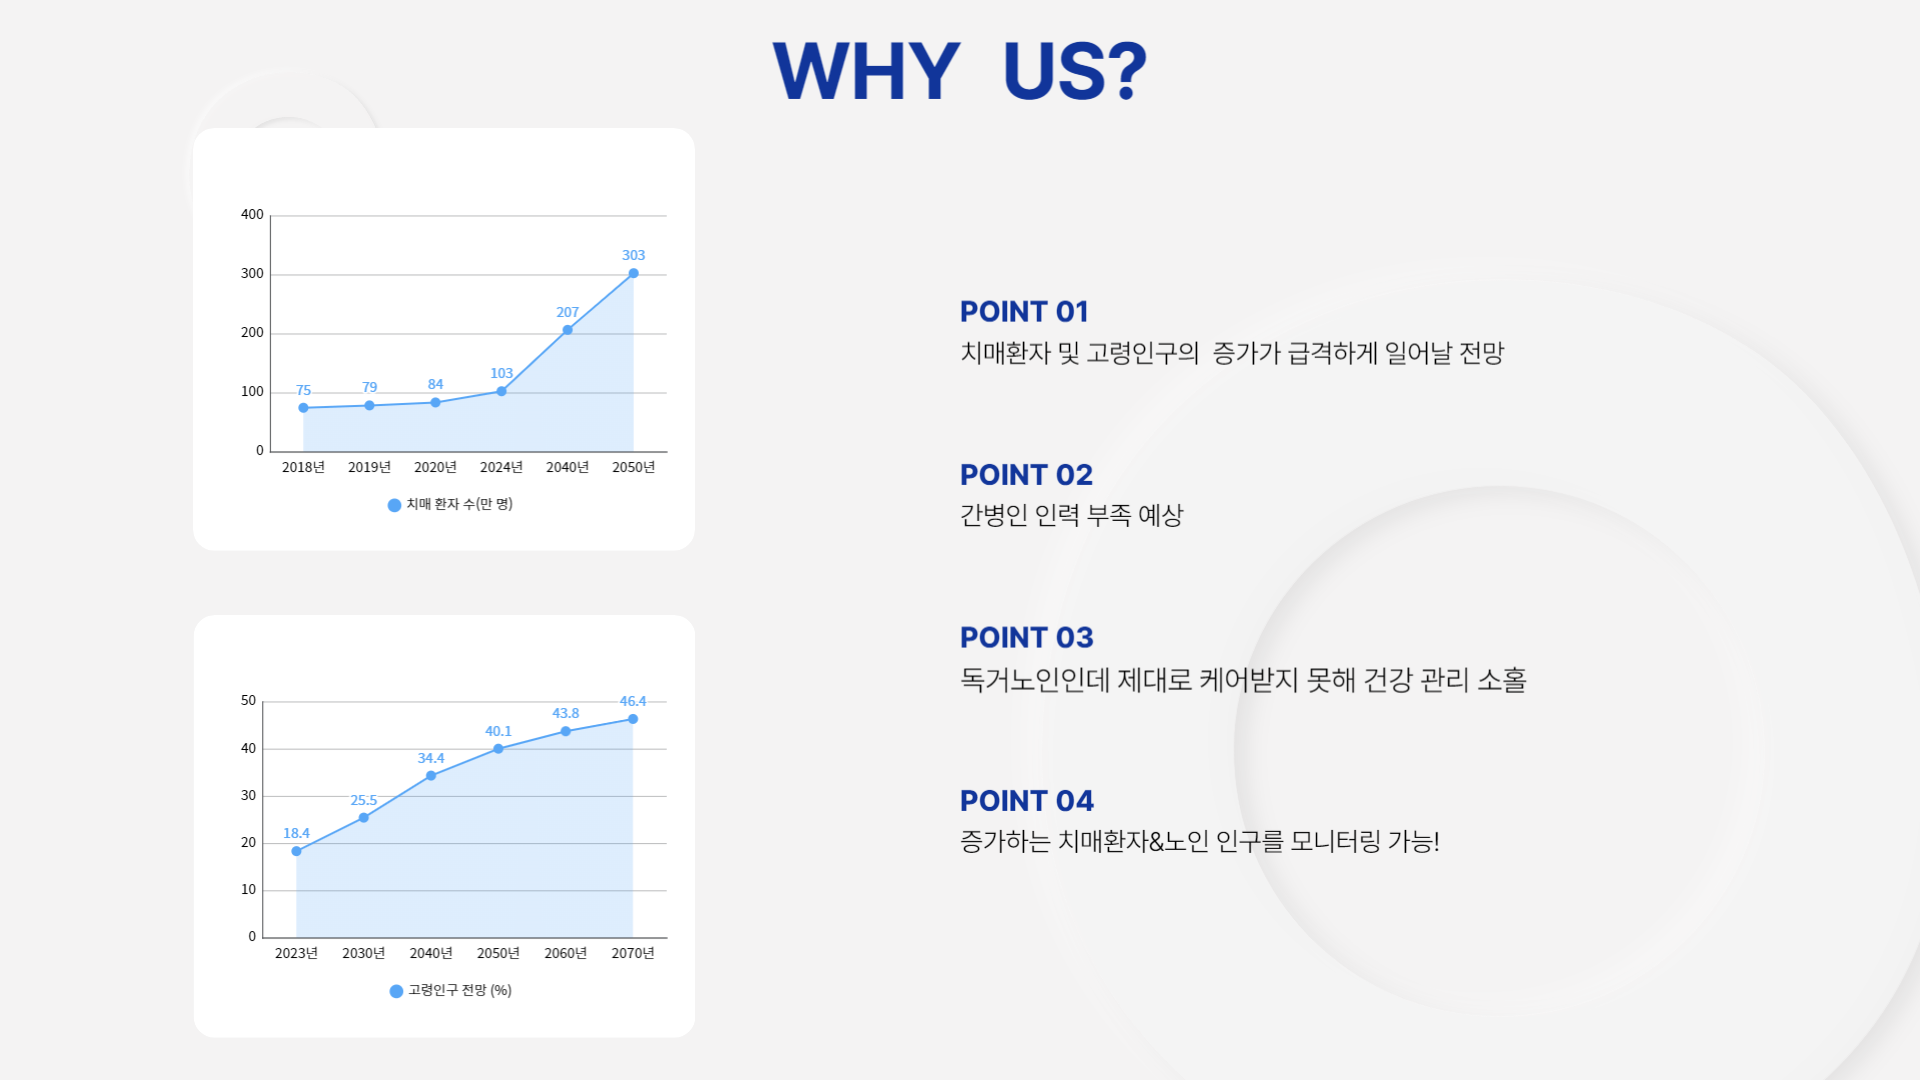 WHY US?
400
300
200
100
0
75
79
84
103
207
303
2018년 2019년 2020년 2024년 2040년 2050년
치매 환자 수(만 명)
50
40
30
20
10
0
18.4
25.5
34.4
40.1
43.8
46.4
2023년 2030년 2040년 2050년 2060년 2070년
고령인구 전망 (%)
POINT 01
치매환자 및 고령인구의 증가가 급격하게 일어날 전망
POINT 02
간병인 인력 부족 예상
POINT 03
독거노인인데 제대로 케어받지 못해 건강 관리 소홀
POINT 04
증가하는 치매환자&노인 인구를 모니터링 가능!